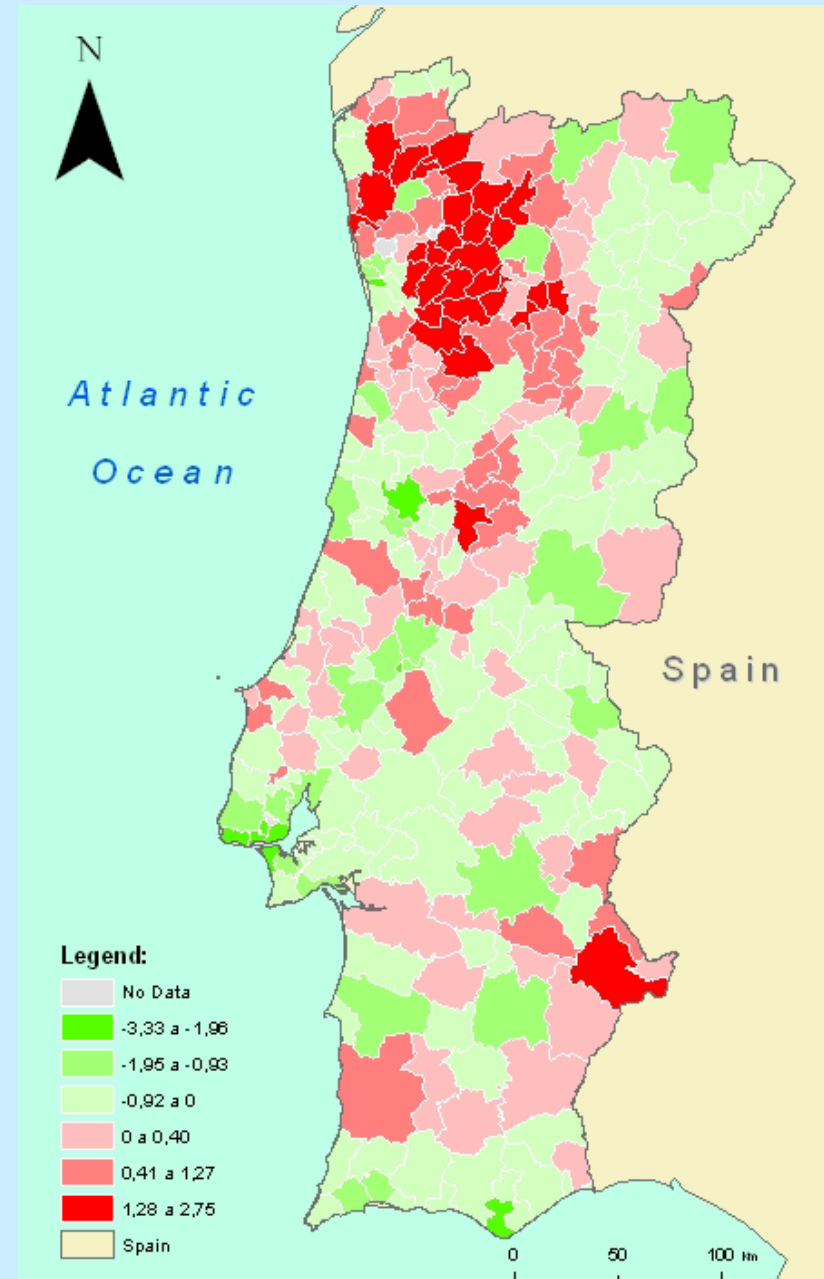 N
Atlantic
Ocean
Spain
Legend:
No Data
-3,33 a -1,96
-1,95 a -0,93
-0,92 a 0
0 a 0,40
0,41 a 1,27
1,28 a 2,75
Spain
0 50 100 Km